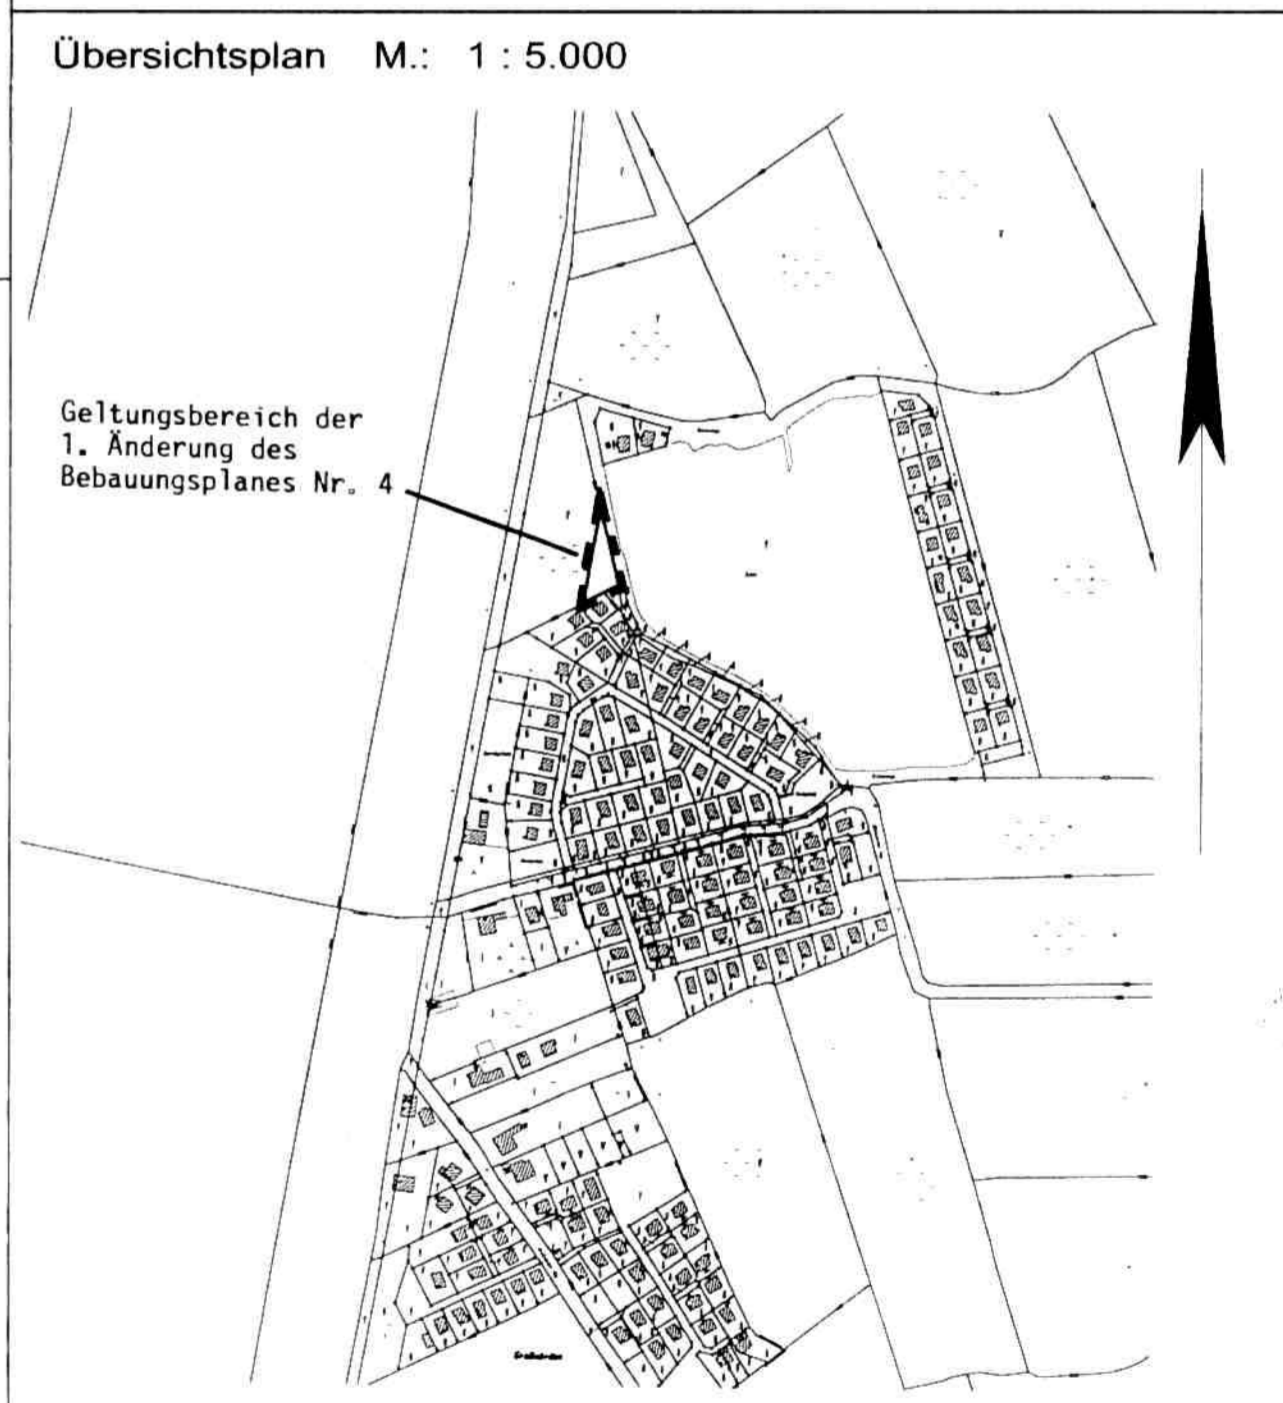 Übersichtsplan M.: 1 : 5.000
Geltungsbereich der
1. Änderung des
Bebauungsplanes Nr. 4